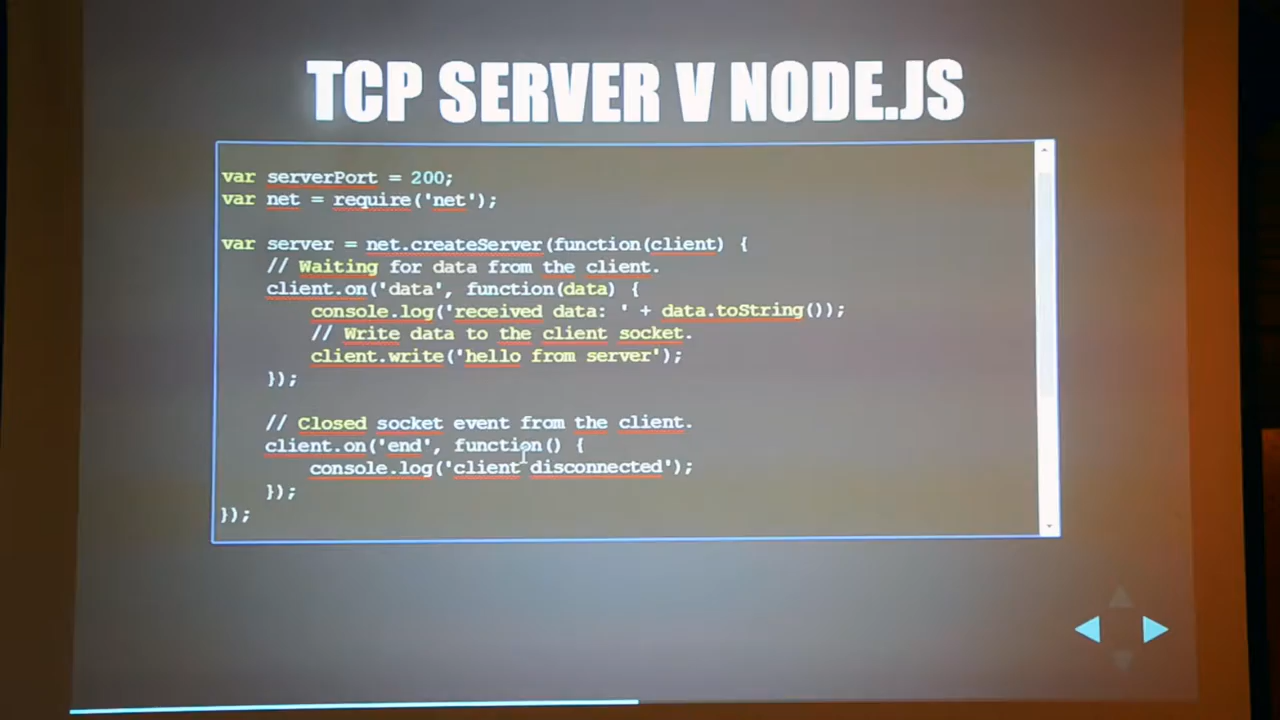 TCP SERVER V NODE.JS
var serverPort = 200;
var net = require('net');
var server = net.createServer(function(client) {
// Waiting for data from the client.
client.on('data', function(data) {
console.log('received data: ' + data.toString());
// Write data to the client socket.
client.write('hello from server');
});
// Closed socket event from the client.
client.on('end', function() {
console.log('client disconnected');
});
});